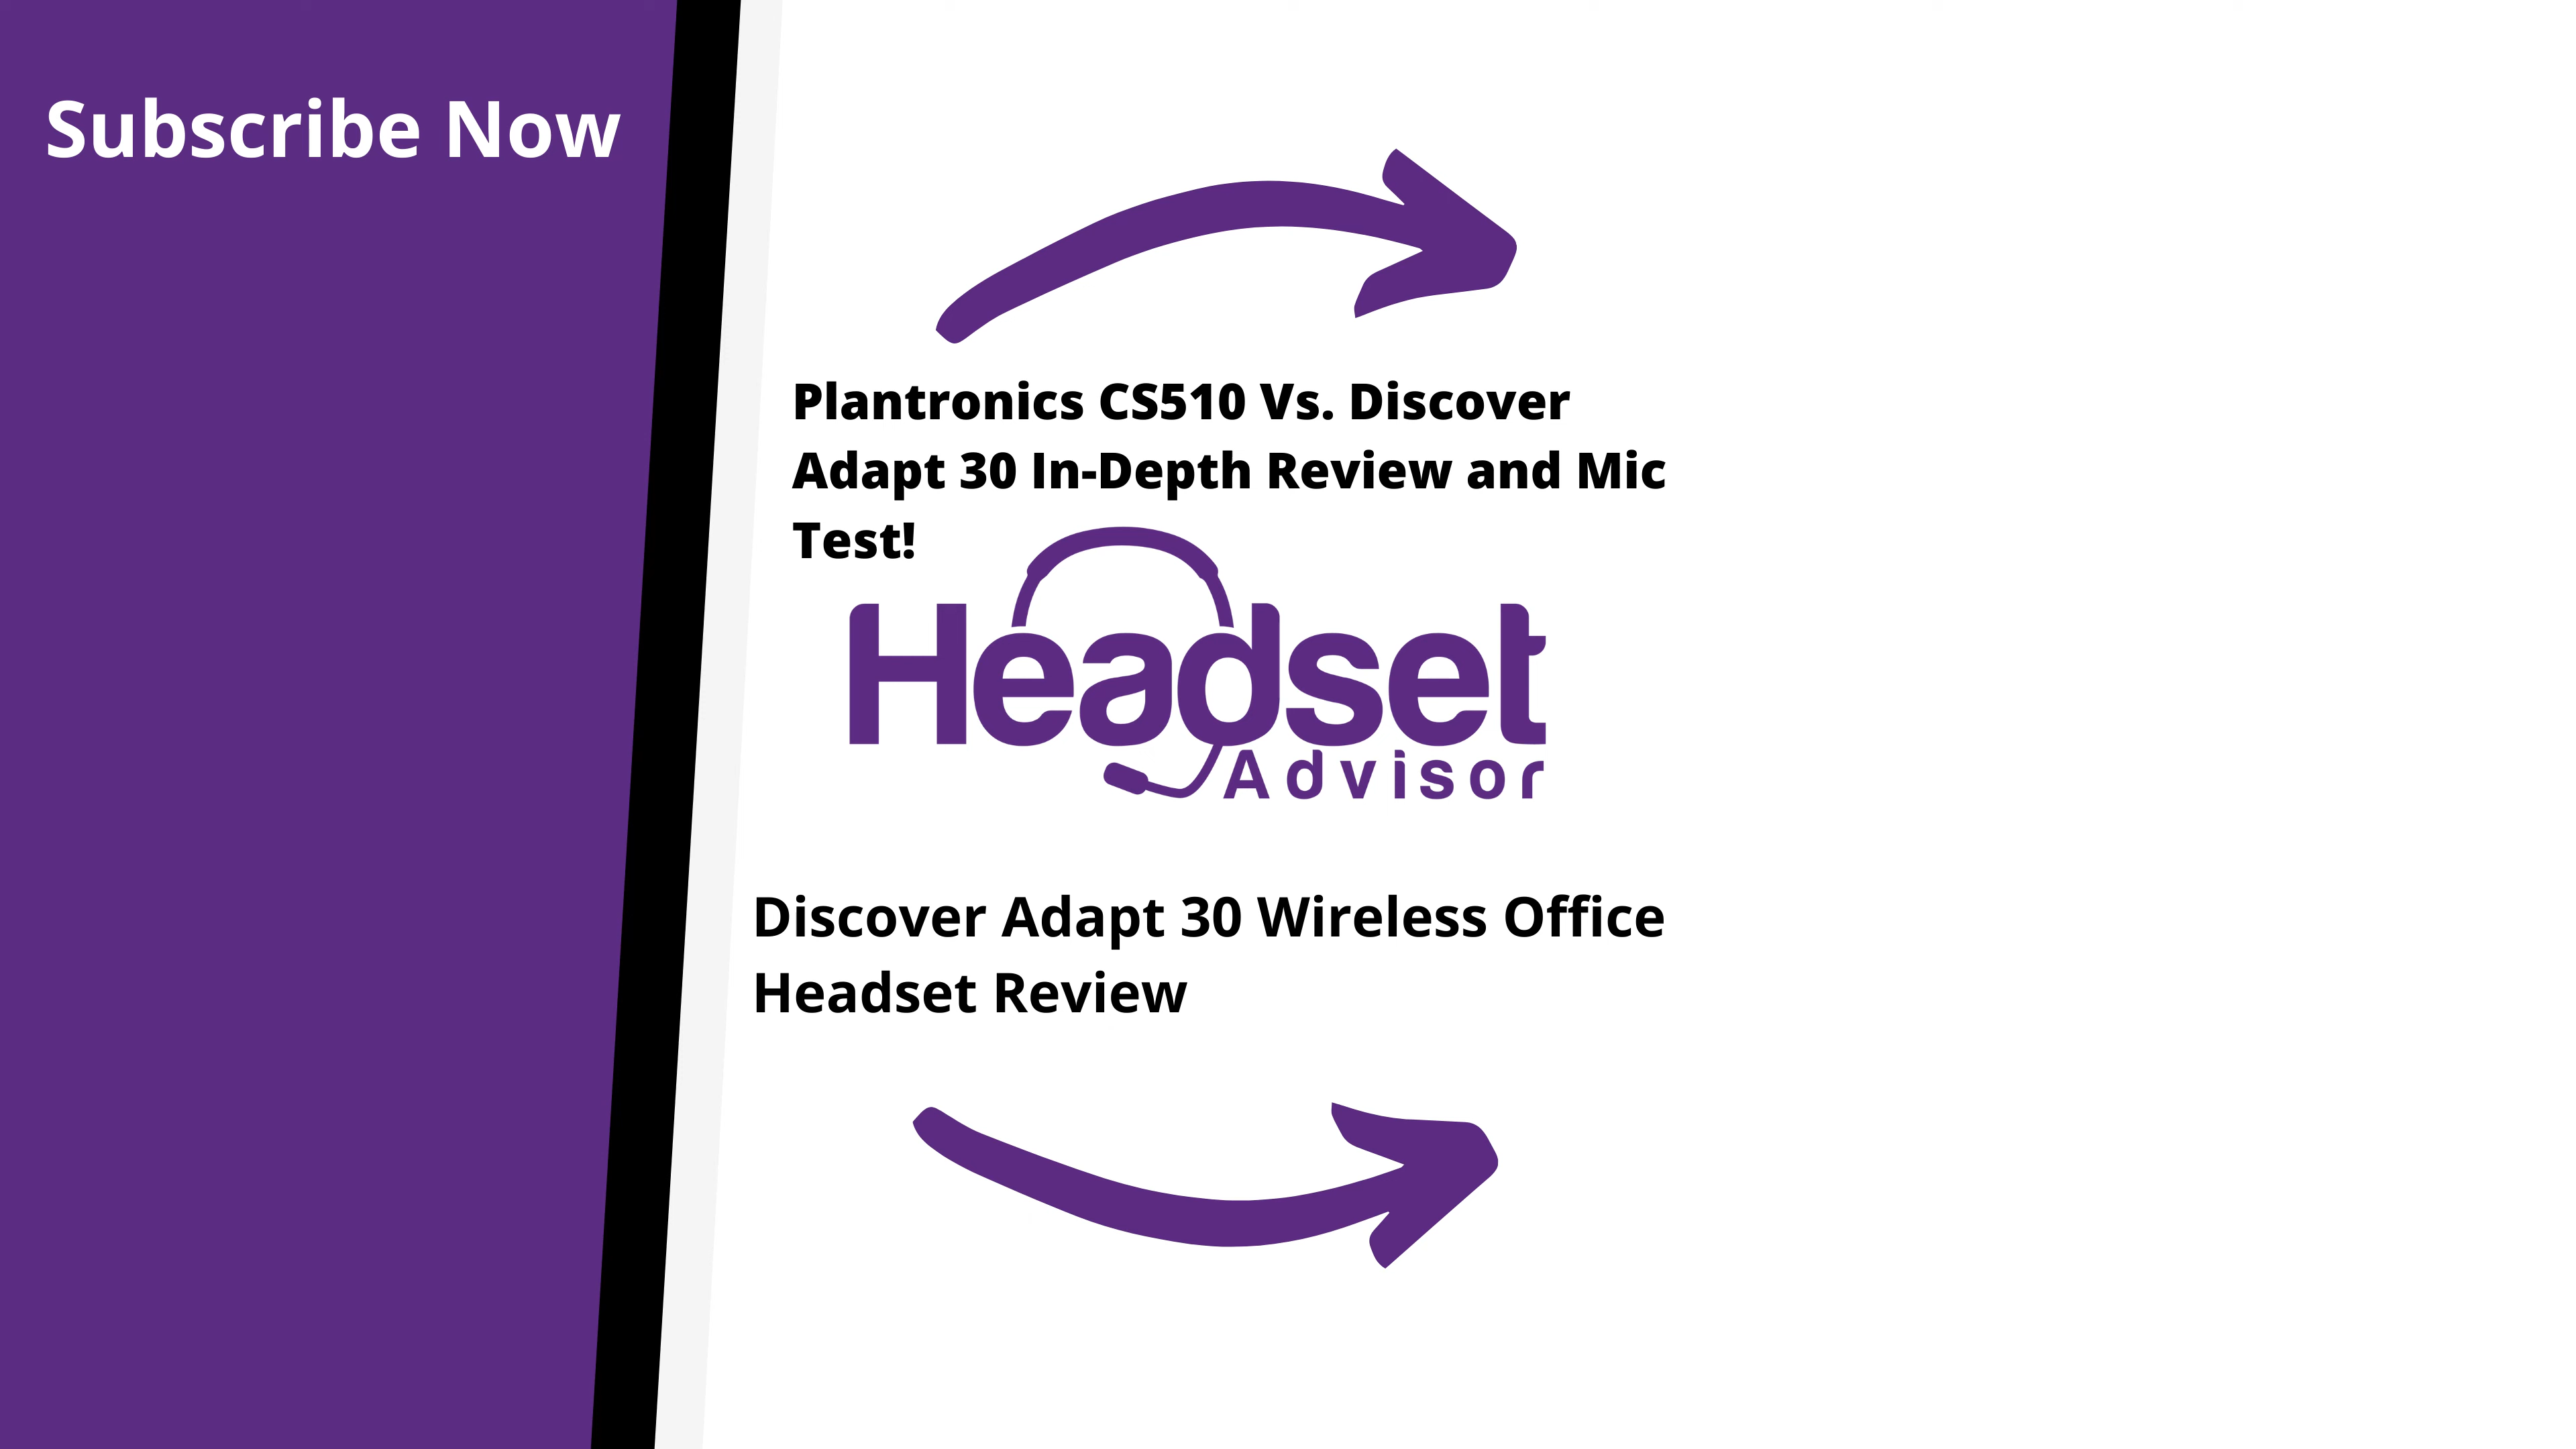 Subscribe Now
Plantronics CS510 Vs. Discover
Adapt 30 In-Depth Review and Mic
Test!
Headset
Advisor
Discover Adapt 30 Wireless Office
Headset Review